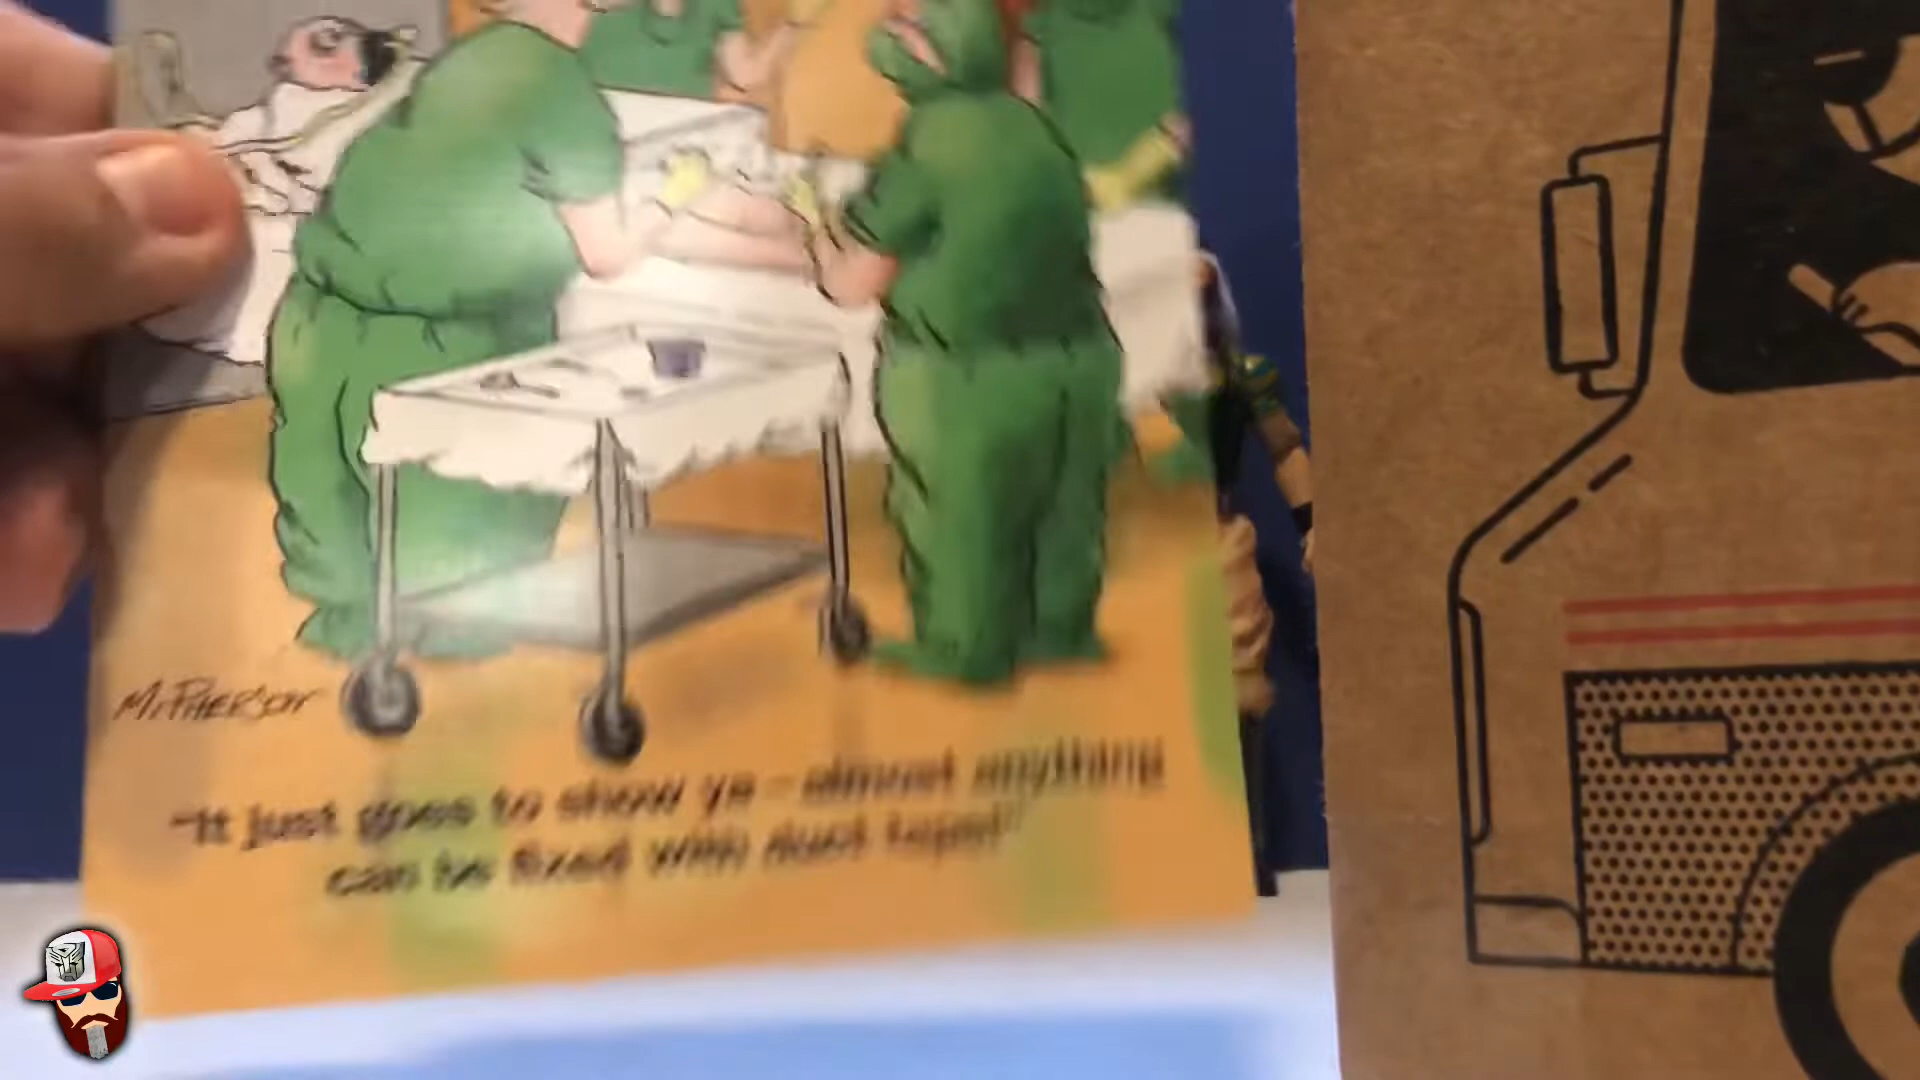 McPHERSON
"It just goes to show ya - almost anything
can be fixed with duct tape!"